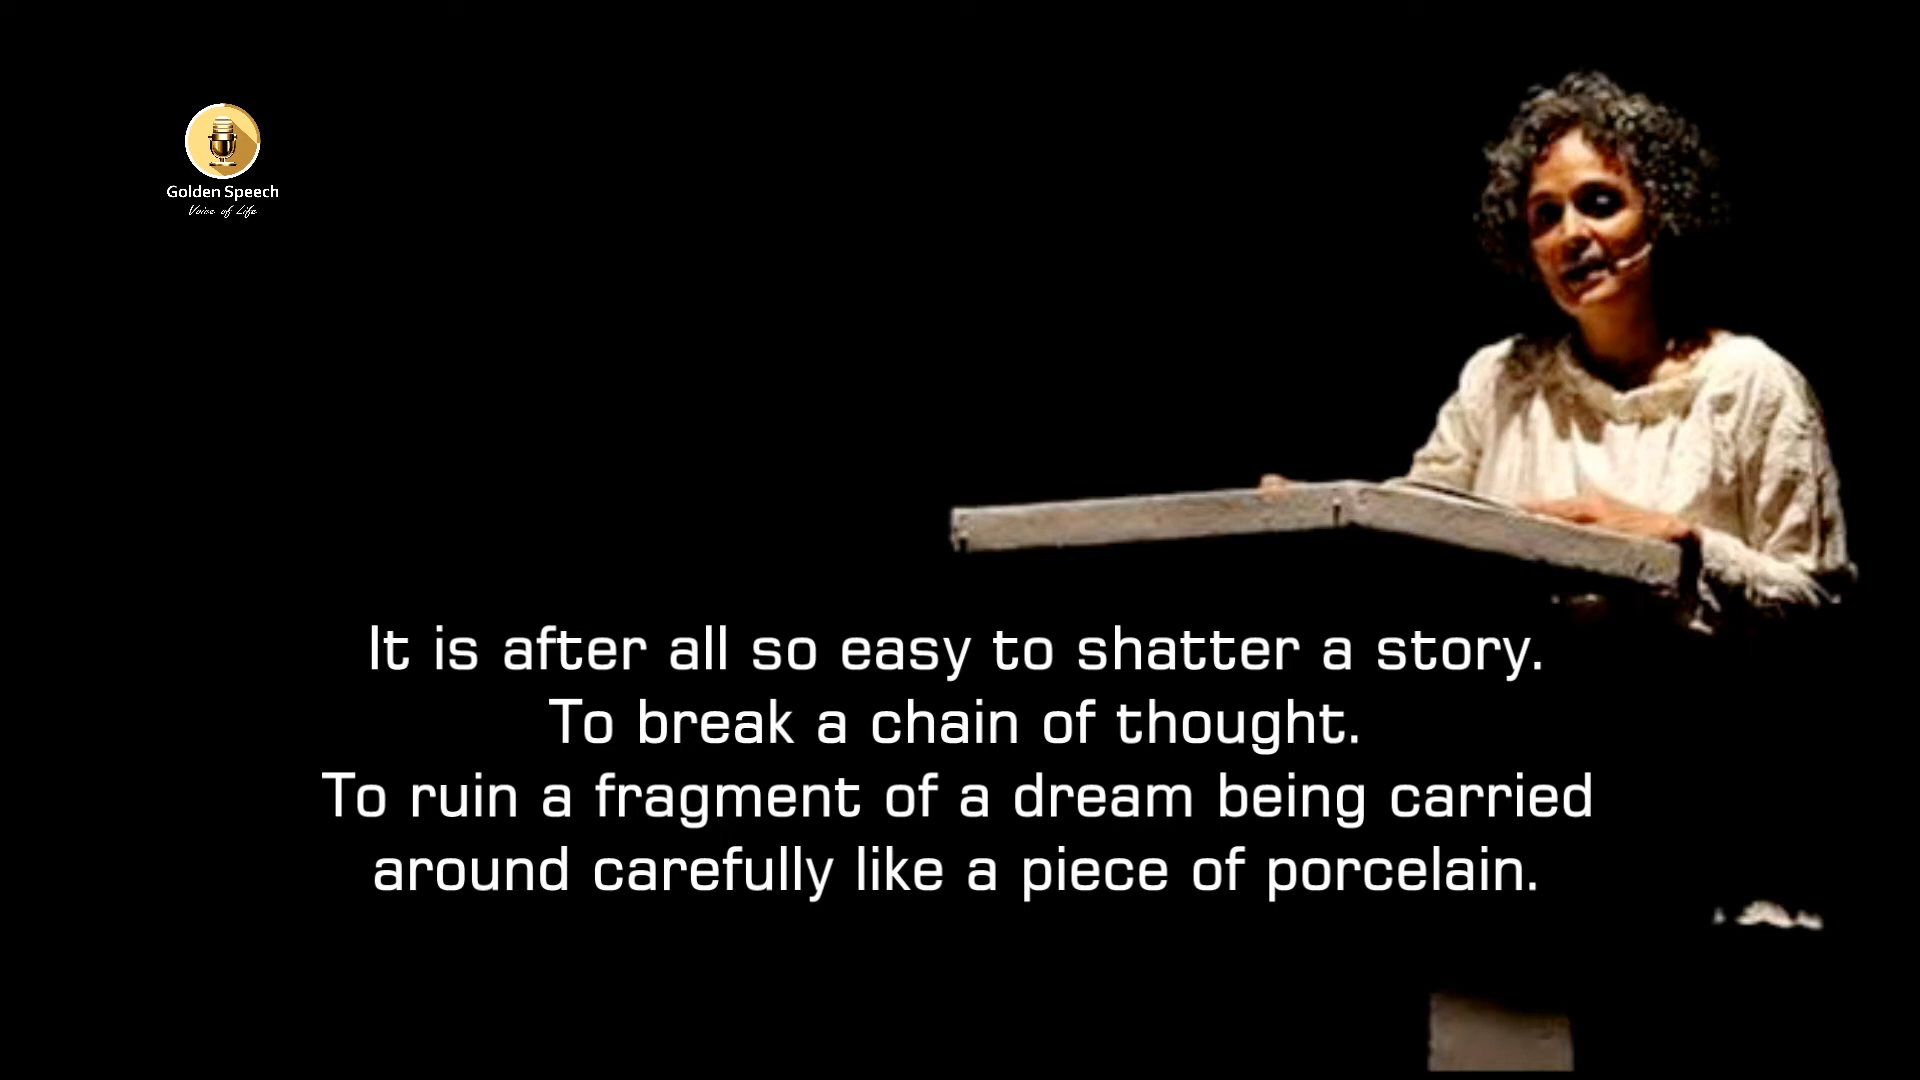 Golden Speech
Voice of Life
It is after all so easy to shatter a story.
To break a chain of thought.
To ruin a fragment of a dream being carried
around carefully like a piece of porcelain.